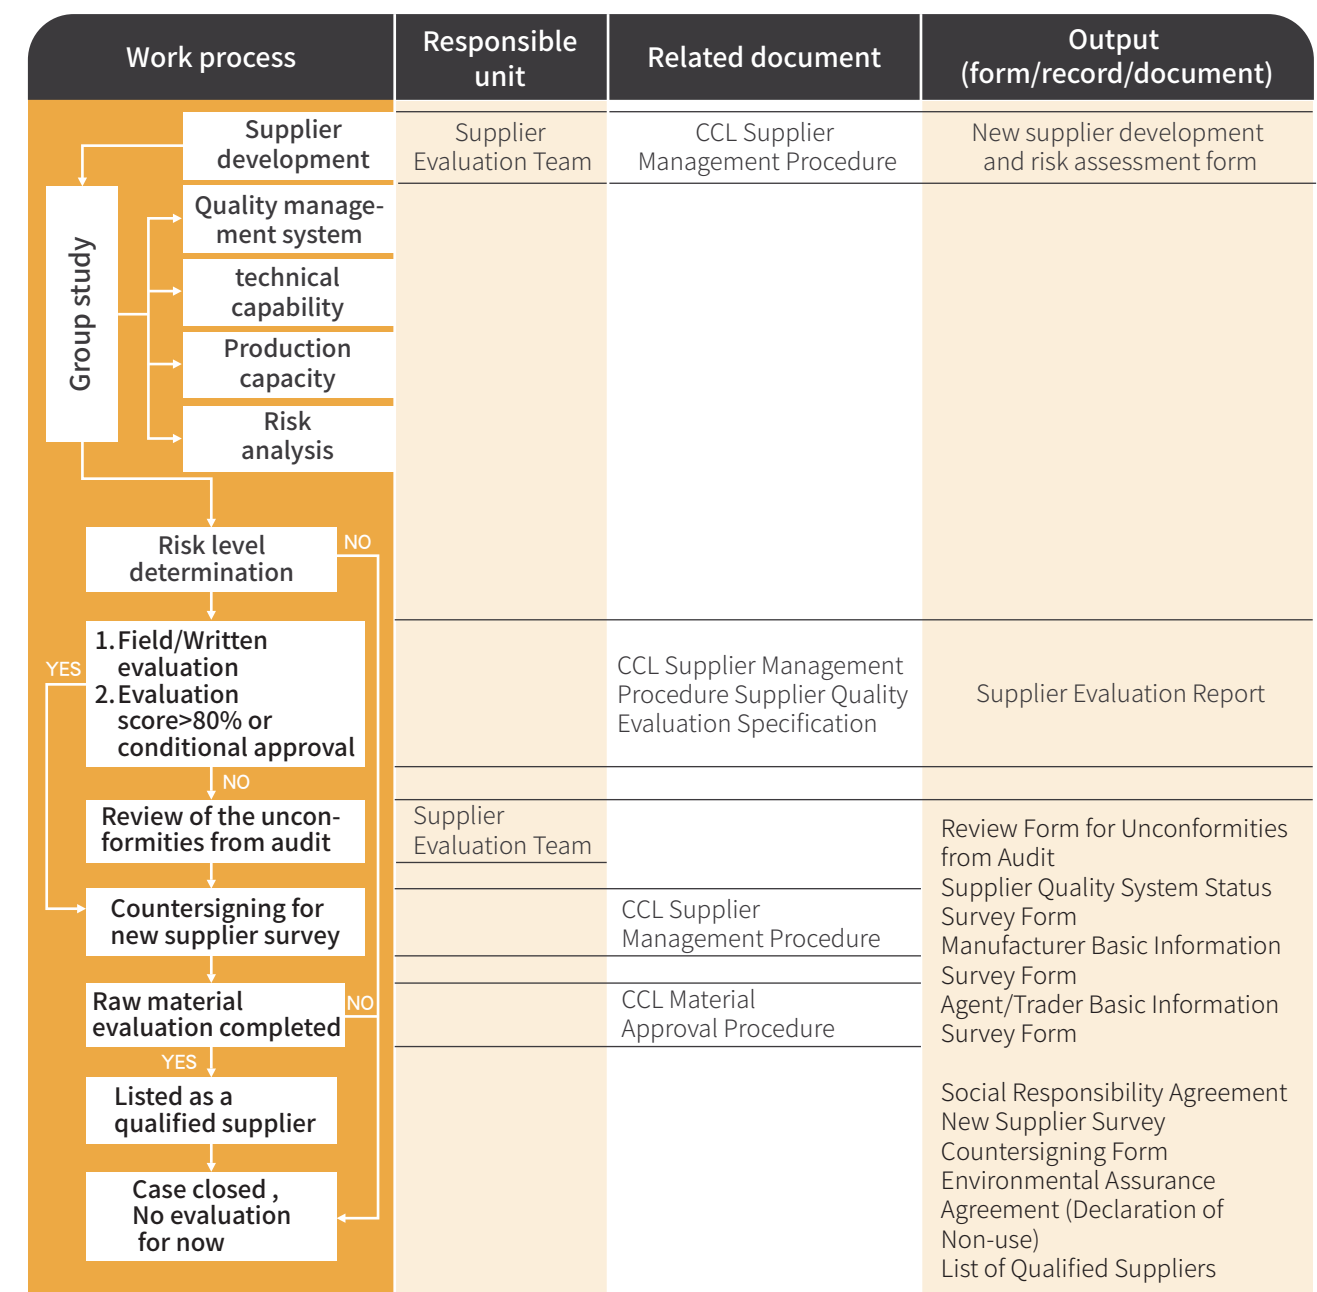 Work process
Responsible
unit
Related document
Output
(form/record/document)
Supplier
development
Supplier
Evaluation Team
CCL Supplier
Management Procedure
New supplier development
and risk assessment form
Group study
Quality manage-
ment system
technical
capability
Production
capacity
Risk
analysis
Risk level
determination
NO
YES
1. Field/Written
evaluation
2. Evaluation
score>80% or
conditional approval
CCL Supplier Management
Procedure Supplier Quality
Evaluation Specification
Supplier Evaluation Report
NO
Review of the uncon-
formities from audit
Supplier
Evaluation Team
Countersigning for
new supplier survey
CCL Supplier
Management Procedure
Raw material
evaluation completed
NO
CCL Material
Approval Procedure
YES
Listed as a
qualified supplier
Case closed ,
No evaluation
for now
Review Form for Unconformities
from Audit
Supplier Quality System Status
Survey Form
Manufacturer Basic Information
Survey Form
Agent/Trader Basic Information
Survey Form
Social Responsibility Agreement
New Supplier Survey
Countersigning Form
Environmental Assurance
Agreement (Declaration of
Non-use)
List of Qualified Suppliers